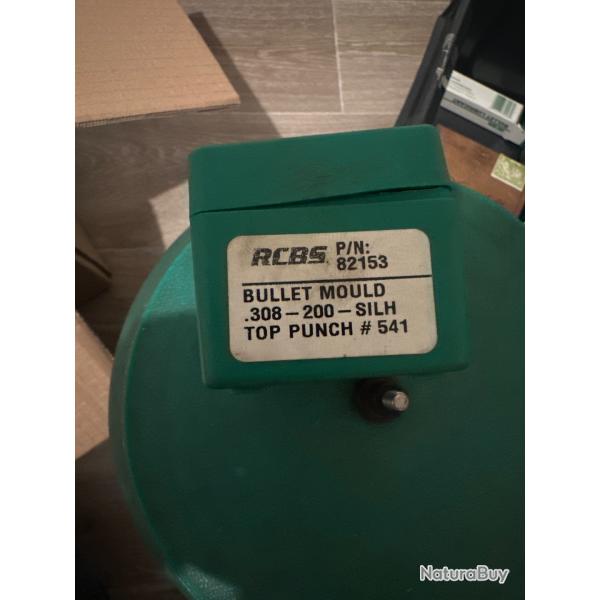 RCBS. P/N:
82153
BULLET MOULD
.308-200-SILH
TOP PUNCH # 541
NaturaBuy